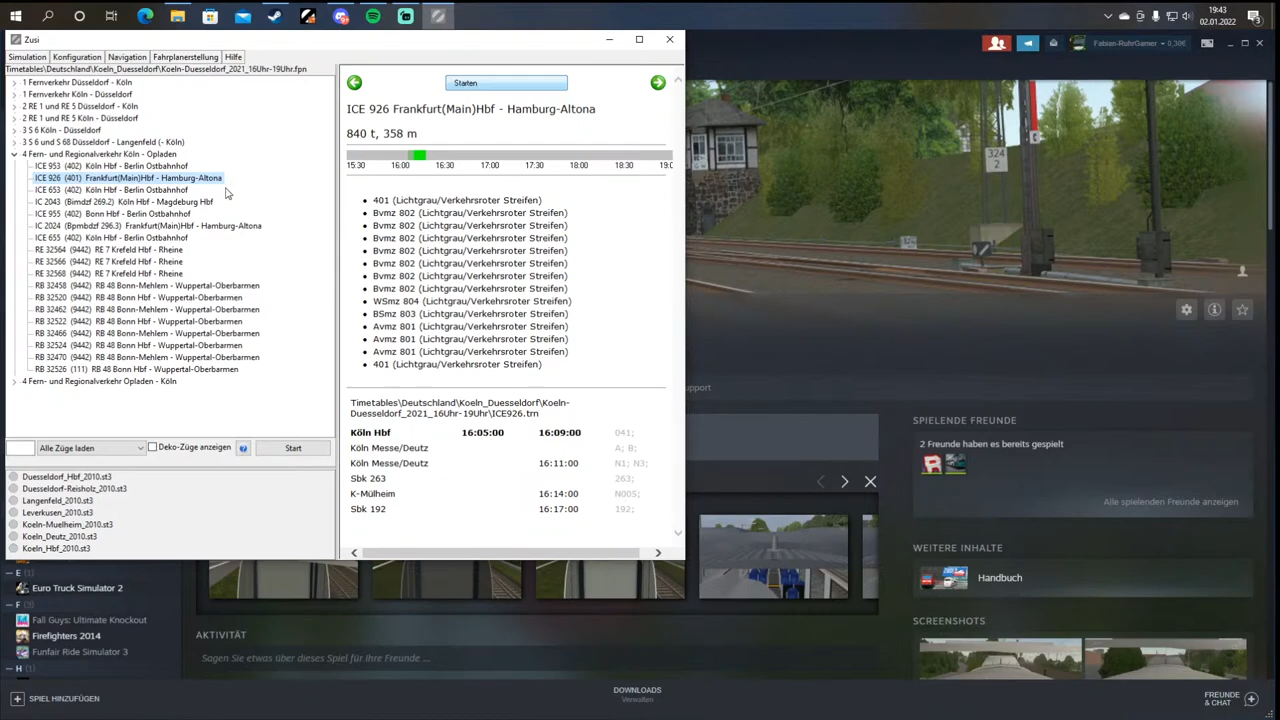 19:43
02.01.2022
Zusi
Simulation Konfiguration Navigation Fahrplanerstellung Hilfe
Timetables\Deutschland\Koeln_Duesseldorf\Koeln-Duesseldorf_2021_16Uhr-19Uhr.fpn
1 Fernverkehr Düsseldorf - Köln
1 Fernverkehr Köln - Düsseldorf
2 RE 1 und RE 5 Düsseldorf - Köln
2 RE 1 und RE 5 Köln - Düsseldorf
3 S 6 Köln - Düsseldorf
3 S 6 und S 68 Düsseldorf - Langenfeld (- Köln)
4 Fern- und Regionalverkehr Köln - Opladen
ICE 953 (402) Köln Hbf - Berlin Ostbahnhof
ICE 926 (401) Frankfurt(Main)Hbf - Hamburg-Altona
ICE 653 (402) Köln Hbf - Berlin Ostbahnhof
IC 2043 (Bimdzf 269.2) Köln Hbf - Magdeburg Hbf
ICE 955 (402) Bonn Hbf - Berlin Ostbahnhof
IC 2024 (Bpmbdzf 296.3) Frankfurt(Main)Hbf - Hamburg-Altona
ICE 655 (402) Köln Hbf - Berlin Ostbahnhof
RE 32564 (9442) RE 7 Krefeld Hbf - Rheine
RE 32566 (9442) RE 7 Krefeld Hbf - Rheine
RE 32568 (9442) RE 7 Krefeld Hbf - Rheine
RB 32458 (9442) RB 48 Bonn-Mehlem - Wuppertal-Oberbarmen
RB 32520 (9442) RB 48 Bonn Hbf - Wuppertal-Oberbarmen
RB 32462 (9442) RB 48 Bonn-Mehlem - Wuppertal-Oberbarmen
RB 32522 (9442) RB 48 Bonn Hbf - Wuppertal-Oberbarmen
RB 32466 (9442) RB 48 Bonn-Mehlem - Wuppertal-Oberbarmen
RB 32524 (9442) RB 48 Bonn Hbf - Wuppertal-Oberbarmen
RB 32470 (9442) RB 48 Bonn-Mehlem - Wuppertal-Oberbarmen
RB 32526 (111) RB 48 Bonn Hbf - Wuppertal-Oberbarmen
4 Fern- und Regionalverkehr Opladen - Köln
Alle Züge laden Deko-Züge anzeigen Start
Duesseldorf_Hbf_2010.st3
Duesseldorf-Reisholz_2010.st3
Langenfeld_2010.st3
Leverkusen_2010.st3
Koeln-Muelheim_2010.st3
Koeln_Deutz_2010.st3
Koeln_Hbf_2010.st3
Starten
ICE 926 Frankfurt(Main)Hbf - Hamburg-Altona
840 t, 358 m
15:30 16:00 16:30 17:00 17:30 18:00 18:30 19:0
401 (Lichtgrau/Verkehrsroter Streifen)
Bvmz 802 (Lichtgrau/Verkehrsroter Streifen)
Bvmz 802 (Lichtgrau/Verkehrsroter Streifen)
Bvmz 802 (Lichtgrau/Verkehrsroter Streifen)
Bvmz 802 (Lichtgrau/Verkehrsroter Streifen)
Bvmz 802 (Lichtgrau/Verkehrsroter Streifen)
Bvmz 802 (Lichtgrau/Verkehrsroter Streifen)
Bvmz 802 (Lichtgrau/Verkehrsroter Streifen)
WSmz 804 (Lichtgrau/Verkehrsroter Streifen)
BSmz 803 (Lichtgrau/Verkehrsroter Streifen)
Avmz 801 (Lichtgrau/Verkehrsroter Streifen)
Avmz 801 (Lichtgrau/Verkehrsroter Streifen)
Avmz 801 (Lichtgrau/Verkehrsroter Streifen)
401 (Lichtgrau/Verkehrsroter Streifen)
Timetables\Deutschland\Koeln_Duesseldorf\Koeln-
Duesseldorf_2021_16Uhr-19Uhr\ICE926.trn
Köln Hbf 16:05:00 16:09:00 041;
Köln Messe/Deutz A; B;
Köln Messe/Deutz 16:11:00 N1; N3;
Sbk 263 263;
K-Mülheim 16:14:00 N005;
Sbk 192 16:17:00 192;
Fabian-RuhrGamer 0,30€
324
2
324
upport
SPIELENDE FREUNDE
2 Freunde haben es bereits gespielt
Alle spielenden Freunde anzeigen
WEITERE INHALTE
Handbuch
SCREENSHOTS
E (1)
Euro Truck Simulator 2
F (3)
Fall Guys: Ultimate Knockout
Firefighters 2014
Funfair Ride Simulator 3
H
AKTIVITÄT
Sagen Sie etwas über dieses Spiel für Ihre Freunde ...
SPIEL HINZUFÜGEN
DOWNLOADS
Verwalten
FREUNDE
& CHAT